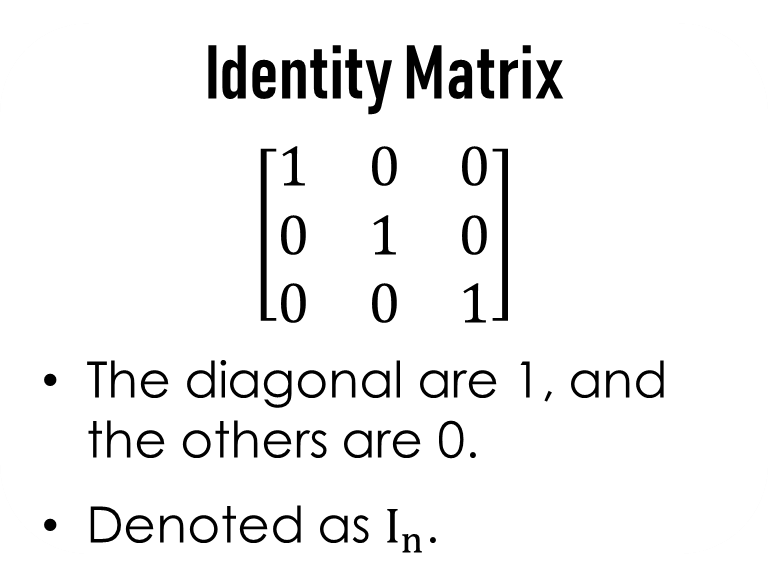 Identity Matrix
1 0 0
0 1 0
0 0 1
• The diagonal are 1, and
the others are 0.
• Denoted as Iₙ.